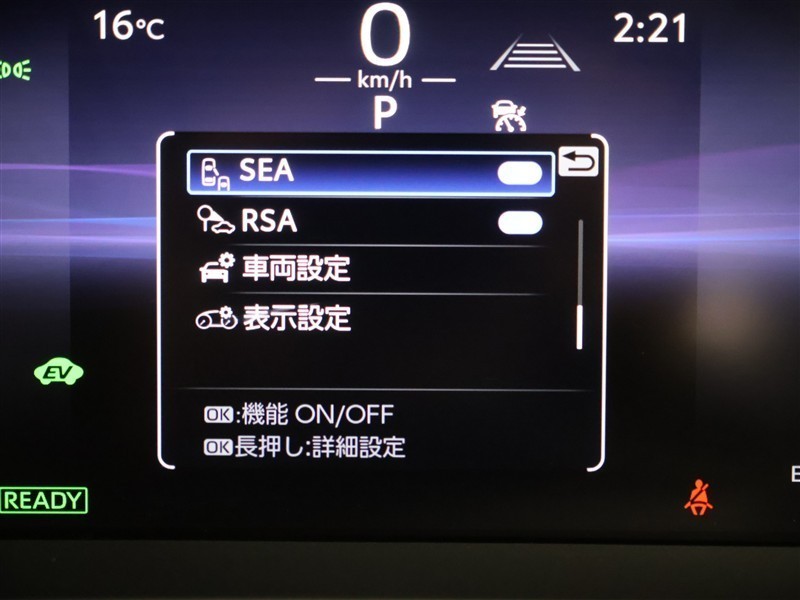 16℃
0
2:21
km/h
P
SEA
RSA
車両設定
表示設定
EV
OK:機能 ON/OFF
OK長押し:詳細設定
READY
E